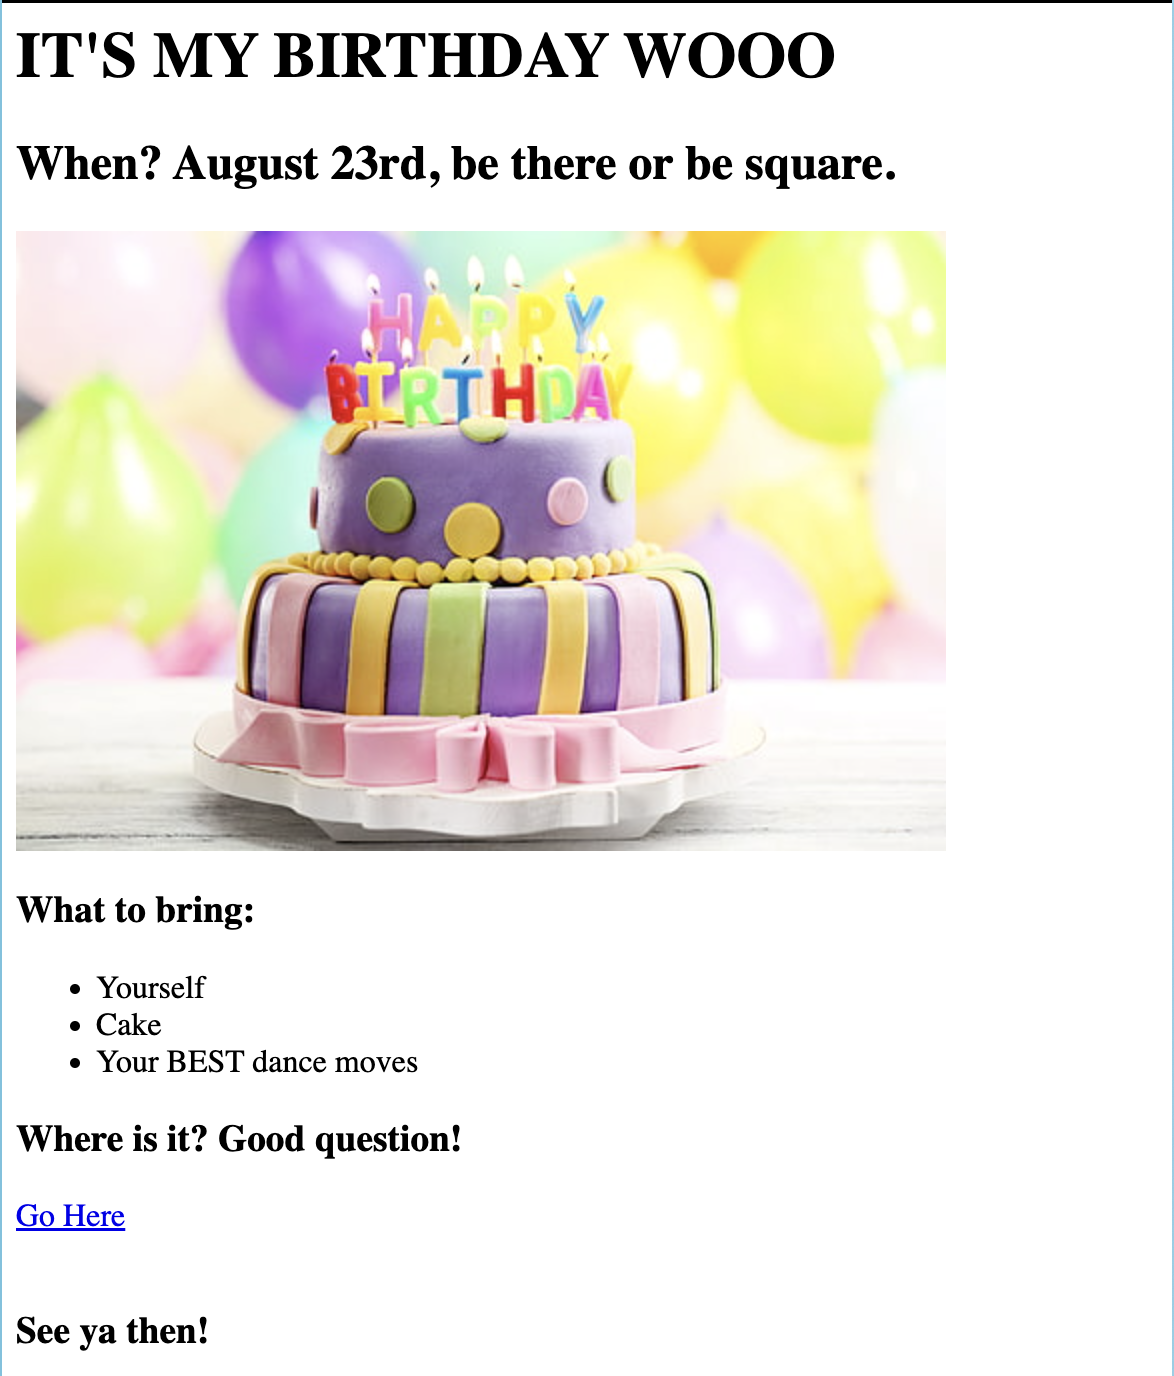 IT'S MY BIRTHDAY WOOO
When? August 23rd, be there or be square.
HAPPY
BIRTHDAY
What to bring:
Yourself
Cake
Your BEST dance moves
Where is it? Good question!
Go Here
See ya then!